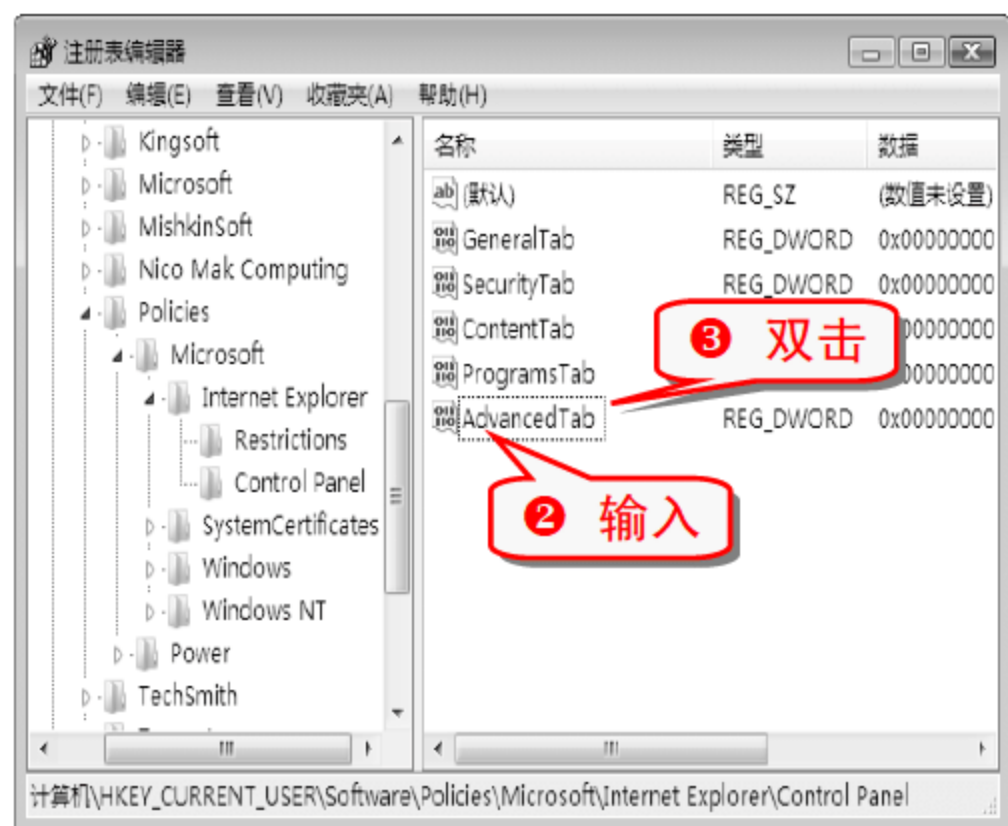 注册表编辑器
文件(F) 编辑(E) 查看(V) 收藏夹(A) 帮助(H)
Kingsoft
Microsoft
MishkinSoft
Nico Mak Computing
Policies
Microsoft
Internet Explorer
Restrictions
Control Panel
SystemCertificates
Windows
Windows NT
Power
TechSmith
名称 类型 数据
(默认) REG_SZ (数值未设置)
GeneralTab REG_DWORD 0x00000000
SecurityTab REG_DWORD 0x00000000
ContentTab
❸ 双击
ProgramsTab
AdvancedTab REG_DWORD 0x00000000
❷ 输入
计算机\HKEY_CURRENT_USER\Software\Policies\Microsoft\Internet Explorer\Control Panel